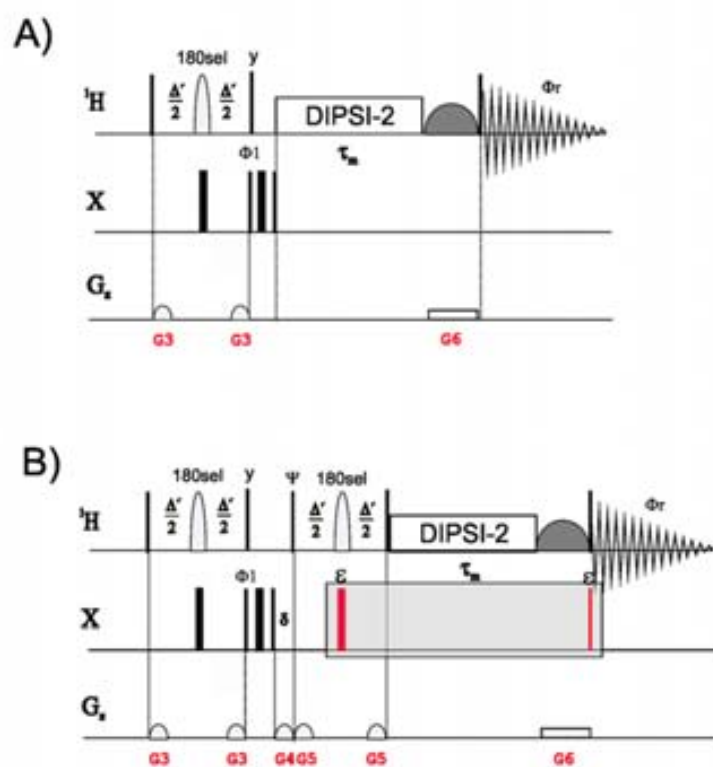 A)
180sel y
¹H Δ'/2 Δ'/2 DIPSI-2 Φr
Φ1 τm
X
Gz
G3 G3 G6
B)
180sel y Ψ 180sel
¹H Δ'/2 Δ'/2 Δ'/2 Δ'/2 DIPSI-2 Φr
Φ1 ε τm ε
X δ
Gz
G3 G3 G4 G5 G5 G6